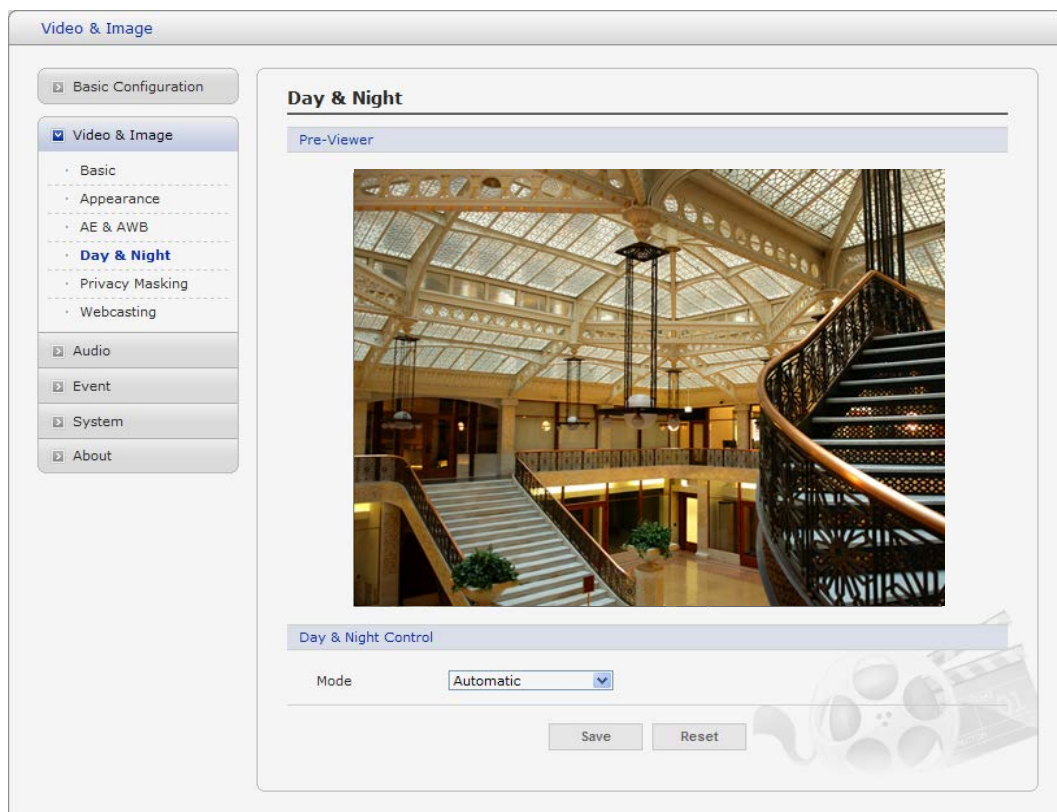 Video & Image
Basic Configuration
Video & Image
Basic
Appearance
AE & AWB
Day & Night
Privacy Masking
Webcasting
Audio
Event
System
About
Day & Night
Pre-Viewer
Day & Night Control
Mode
Automatic
Save
Reset